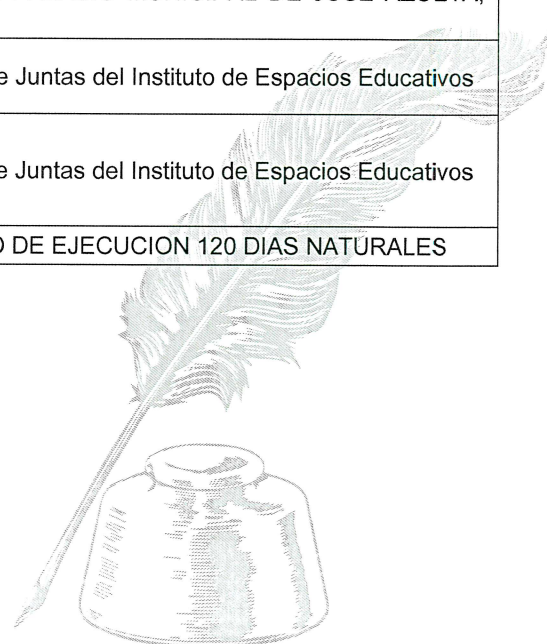 e Juntas del Instituto de Espacios Educativos
e Juntas del Instituto de Espacios Educativos
O DE EJECUCION 120 DIAS NATURALES